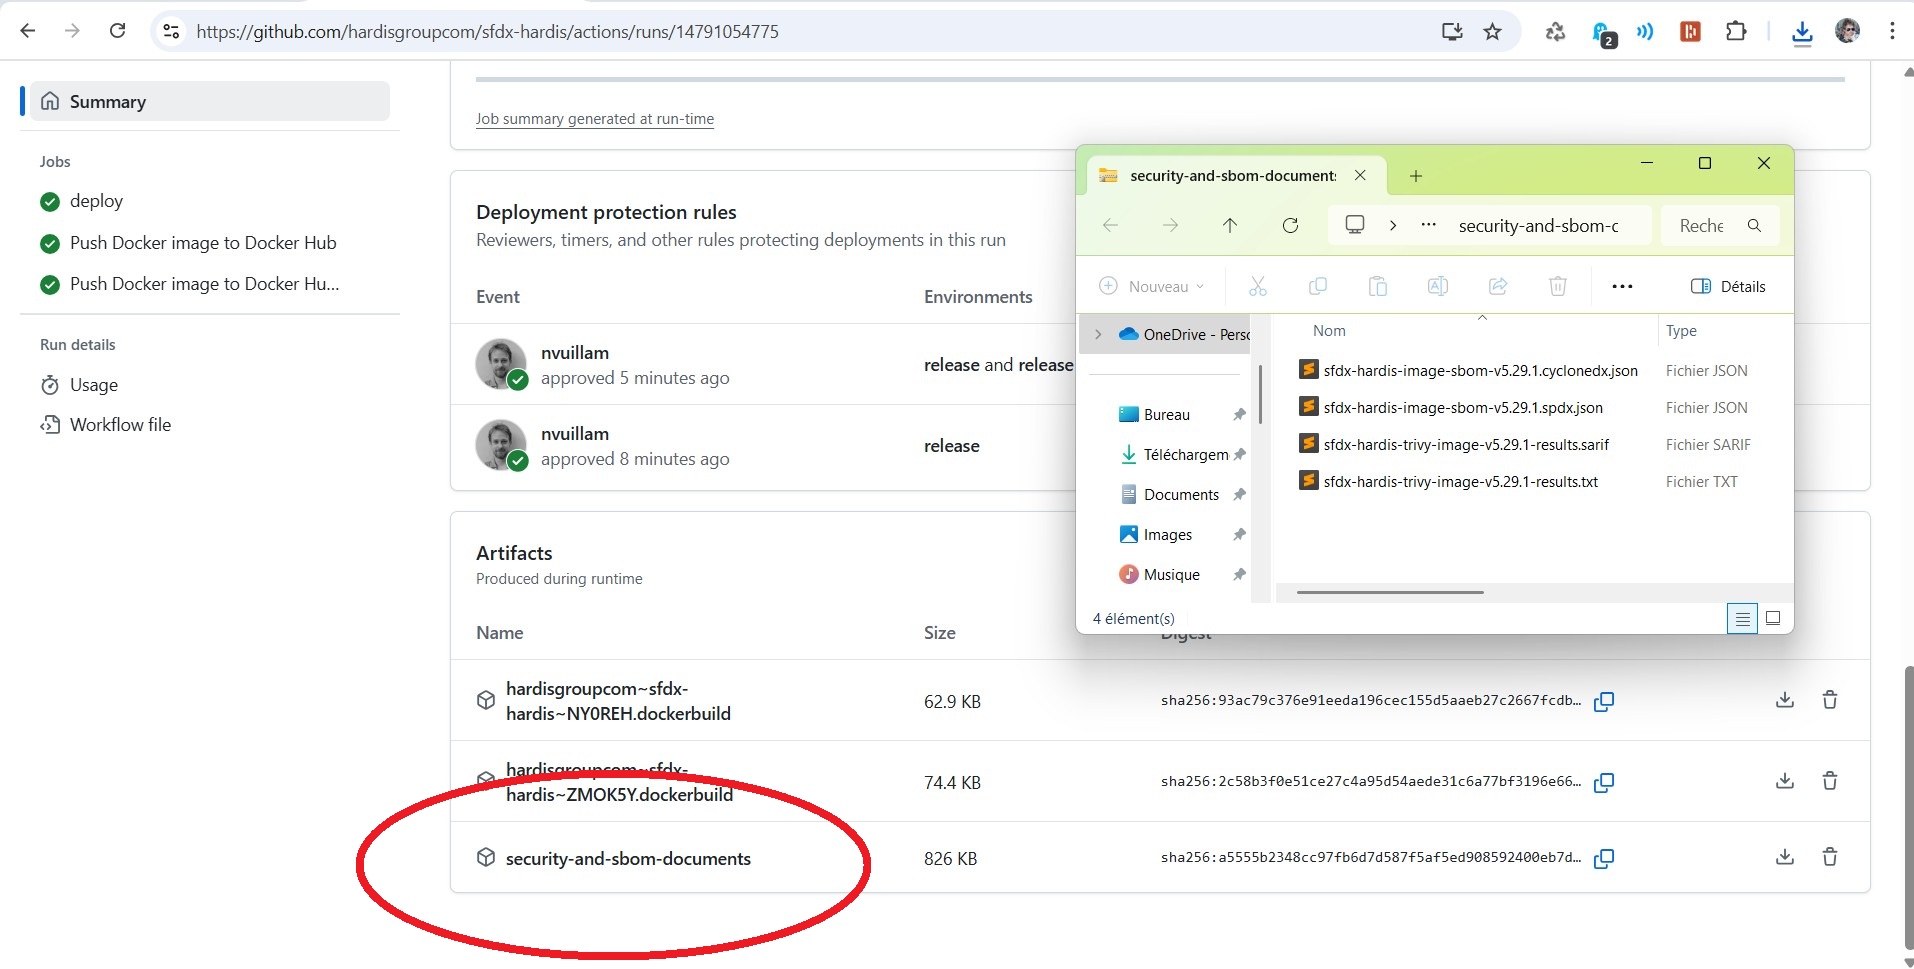 https://github.com/hardisgroupcom/sfdx-hardis/actions/runs/14791054775
2
Summary
Jobs
deploy
Push Docker image to Docker Hub
Push Docker image to Docker Hu...
Run details
Usage
Workflow file
Job summary generated at run-time
Deployment protection rules
Reviewers, timers, and other rules protecting deployments in this run
Event
Environments
nvuillam
approved 5 minutes ago
release and release
nvuillam
approved 8 minutes ago
release
Artifacts
Produced during runtime
Name
Size
Digest
hardisgroupcom~sfdx-
hardis~NY0REH.dockerbuild
62.9 KB
sha256:93ac79c376e91eeda196cec155d5aaeb27c2667fcdb…
hardisgroupcom~sfdx-
hardis~ZMOK5Y.dockerbuild
74.4 KB
sha256:2c58b3f0e51ce27c4a95d54aede31c6a77bf3196e66…
security-and-sbom-documents
826 KB
sha256:a5555b2348cc97fb6d7d587f5af5ed908592400eb7d…
security-and-sbom-document
security-and-sbom-c
Reche
Nouveau
Détails
OneDrive - Perso
Bureau
Téléchargem
Documents
Images
Musique
Nom
Type
sfdx-hardis-image-sbom-v5.29.1.cyclonedx.json
Fichier JSON
sfdx-hardis-image-sbom-v5.29.1.spdx.json
Fichier JSON
sfdx-hardis-trivy-image-v5.29.1-results.sarif
Fichier SARIF
sfdx-hardis-trivy-image-v5.29.1-results.txt
Fichier TXT
4 élément(s)